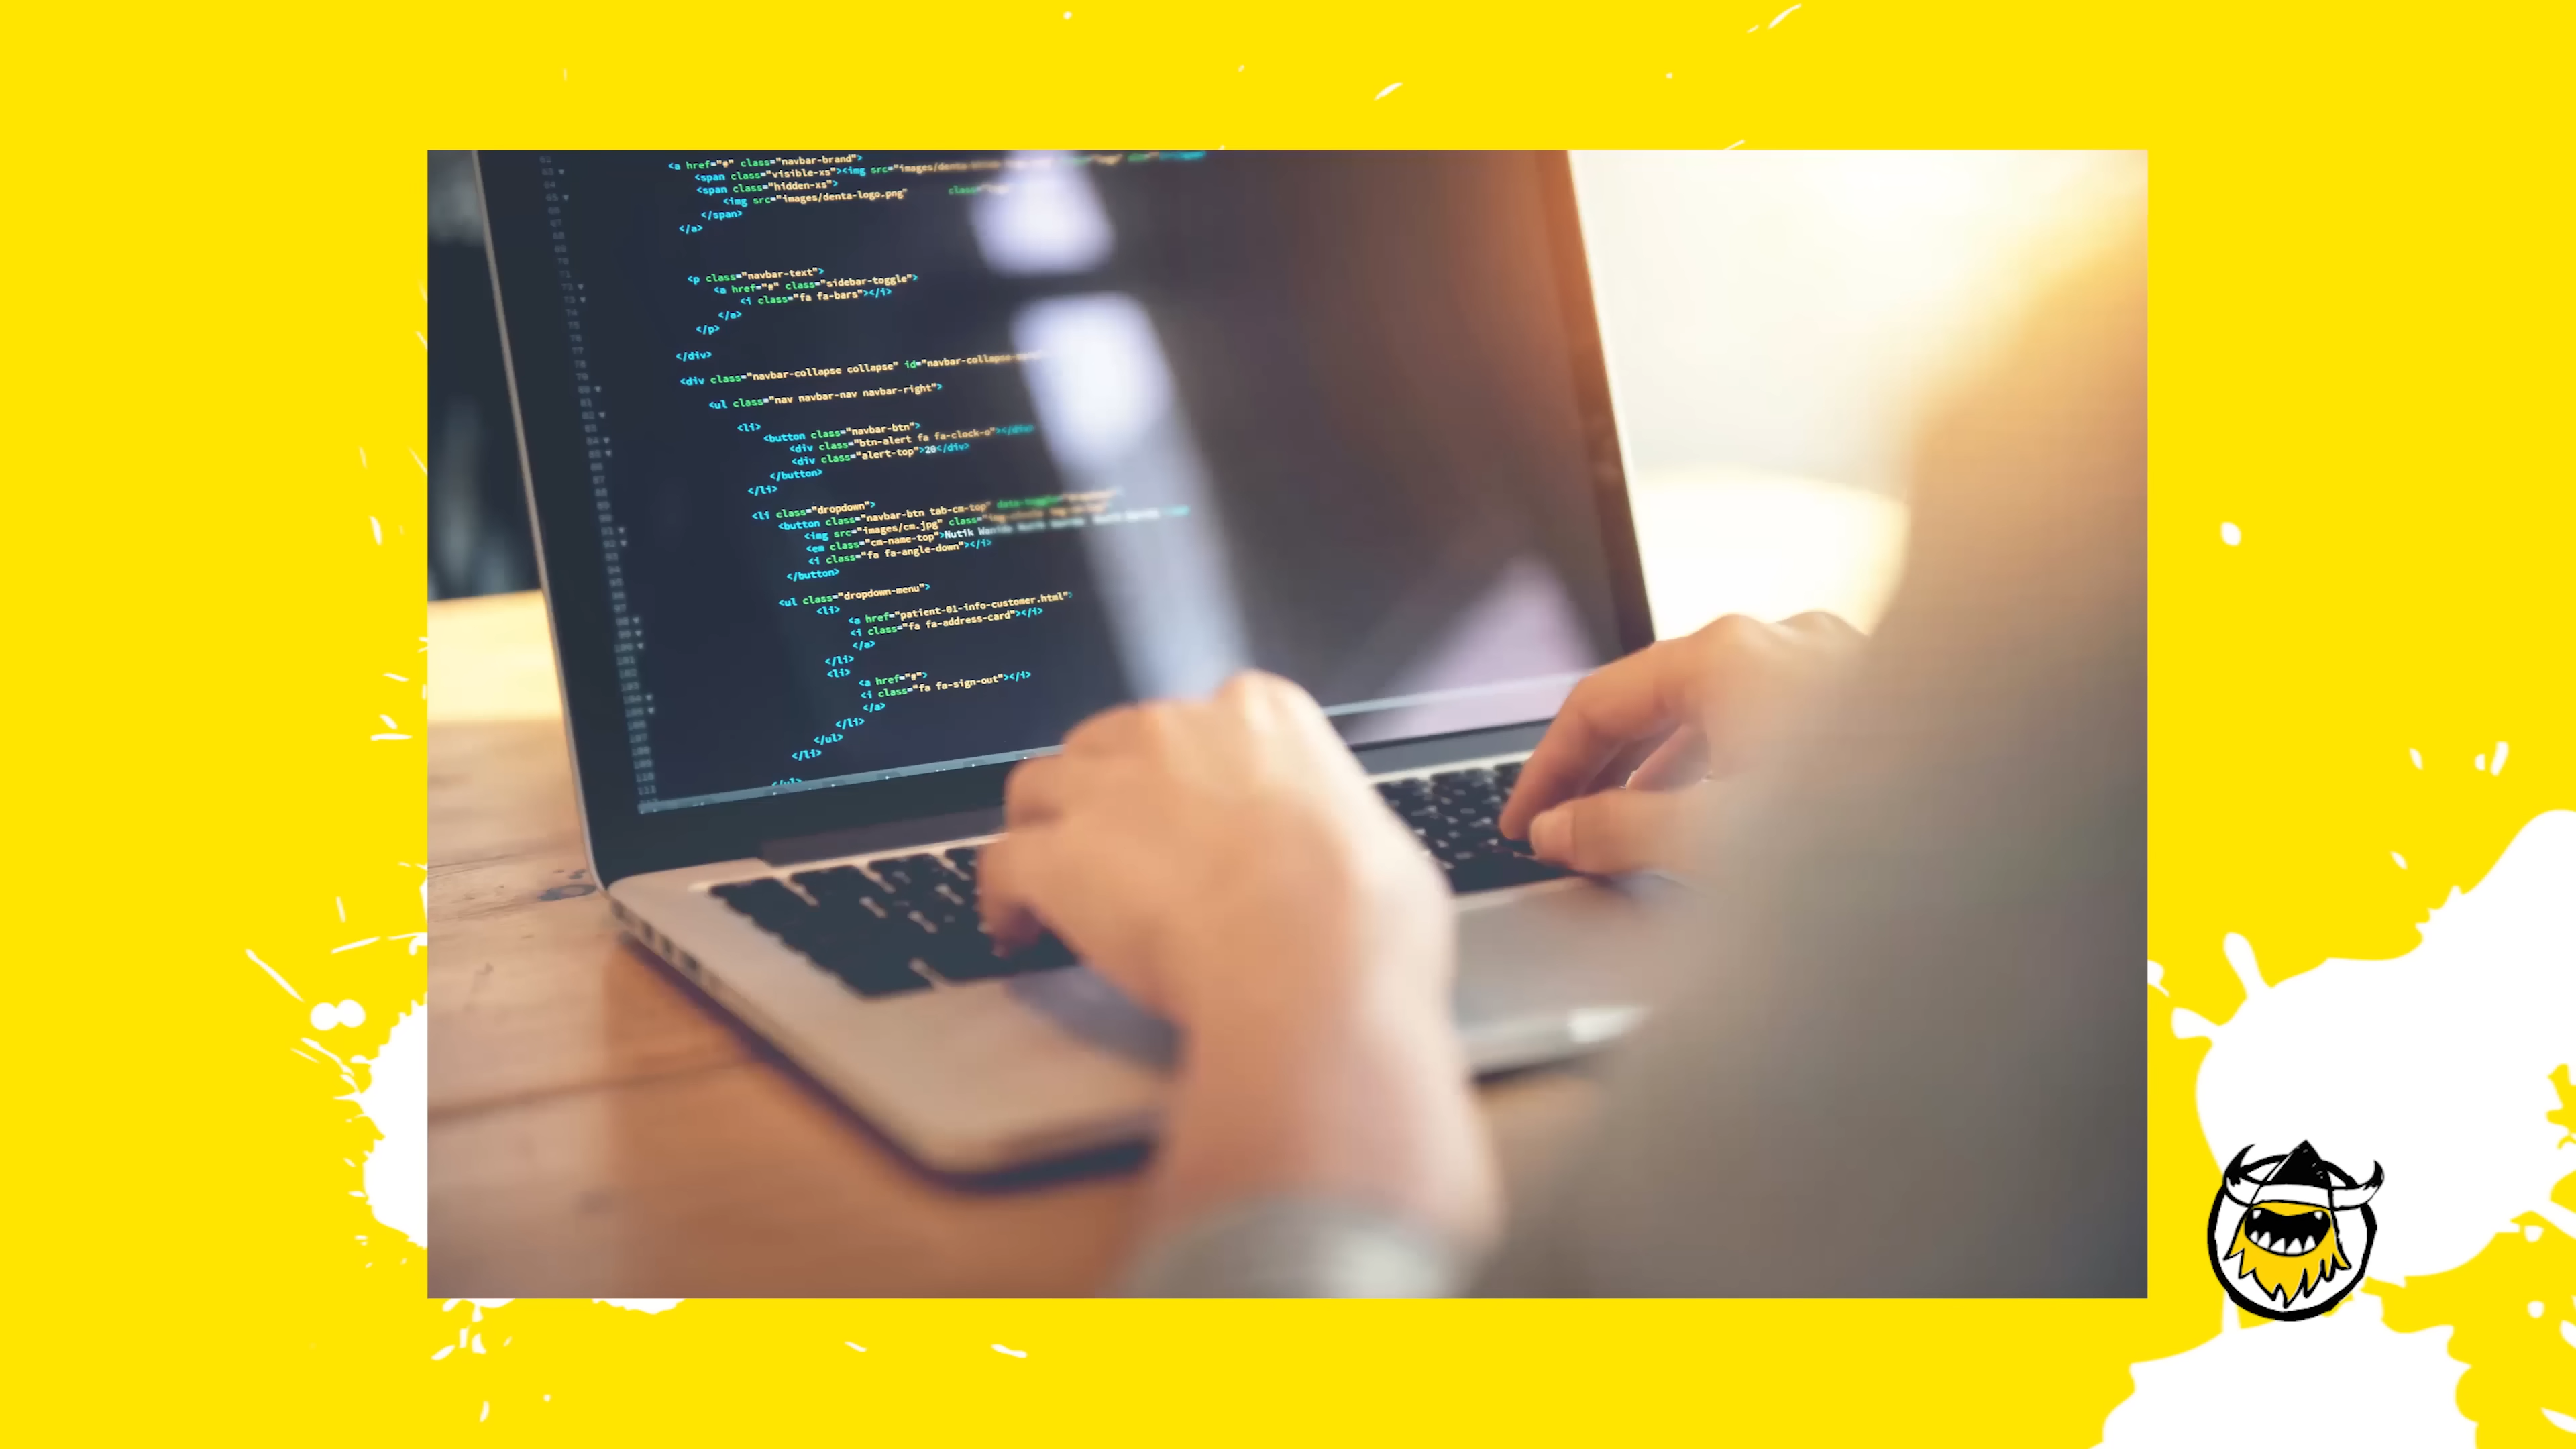 <a href="#" class="navbar-brand">
<span class="visible-xs"><img src="images/denta
<span class="hidden-xs">
<img src="images/denta-logo.png" class=
</span>
</a>
<p class="navbar-text">
<a href="#" class="sidebar-toggle">
<i class="fa fa-bars"></i>
</a>
</p>
</div>
<div class="navbar-collapse collapse" id="navbar-collapse
<ul class="nav navbar-nav navbar-right">
<li>
<button class="navbar-btn">
<div class="btn-alert fa fa-clock-o"></div>
<div class="alert-top">20</div>
</button>
</li>
<li class="dropdown">
<button class="navbar-btn tab-cm-top" data-toggle=
<img src="images/cm.jpg" class=
<em class="cm-name-top">Nutik
<i class="fa fa-angle-down"></i>
</button>
<ul class="dropdown-menu">
<li>
<a href="patient-01-info-customer.html">
<i class="fa fa-address-card"></i>
</a>
</li>
<li>
<a href="#">
<i class="fa fa-sign-out"></i>
</a>
</li>
</ul>
</li>
</ul>